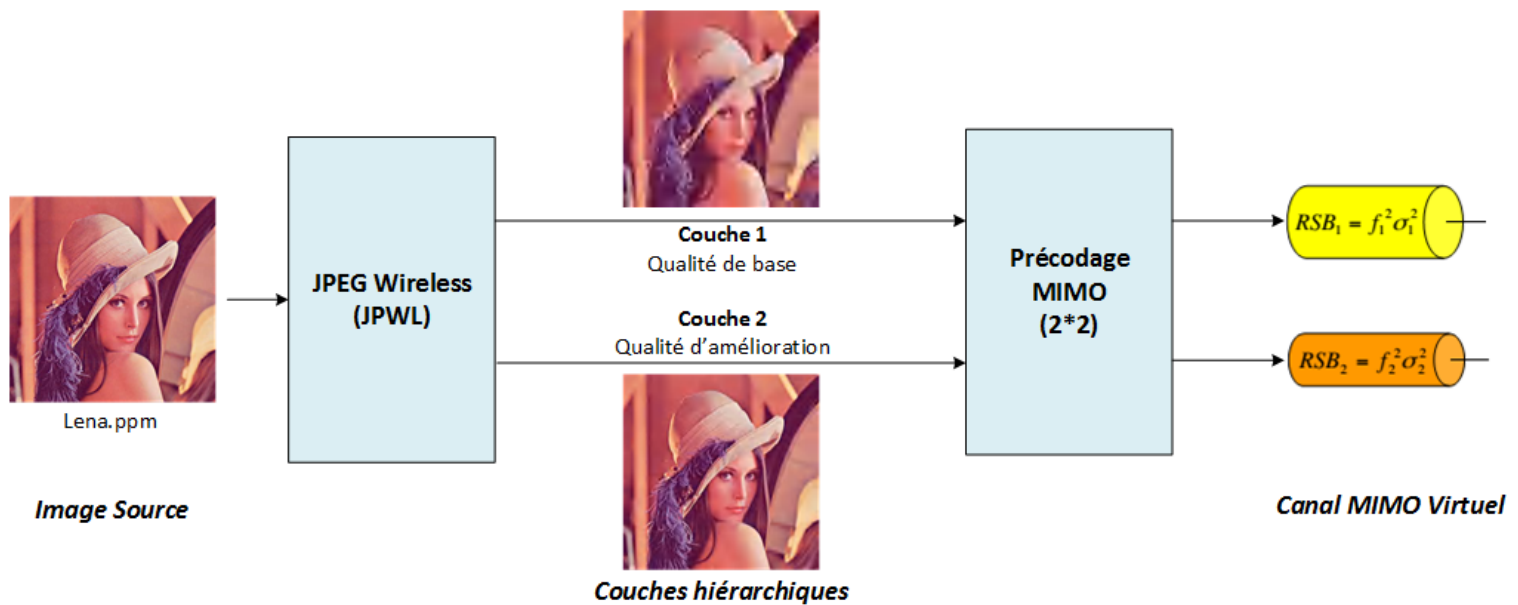 Lena.ppm
Image Source
JPEG Wireless
(JPWL)
Couche 1
Qualité de base
Couche 2
Qualité d'amélioration
Couches hiérarchiques
Précodage
MIMO
(2*2)
RSB₁ = f₁²σ₁²
RSB₂ = f₂²σ₂²
Canal MIMO Virtuel